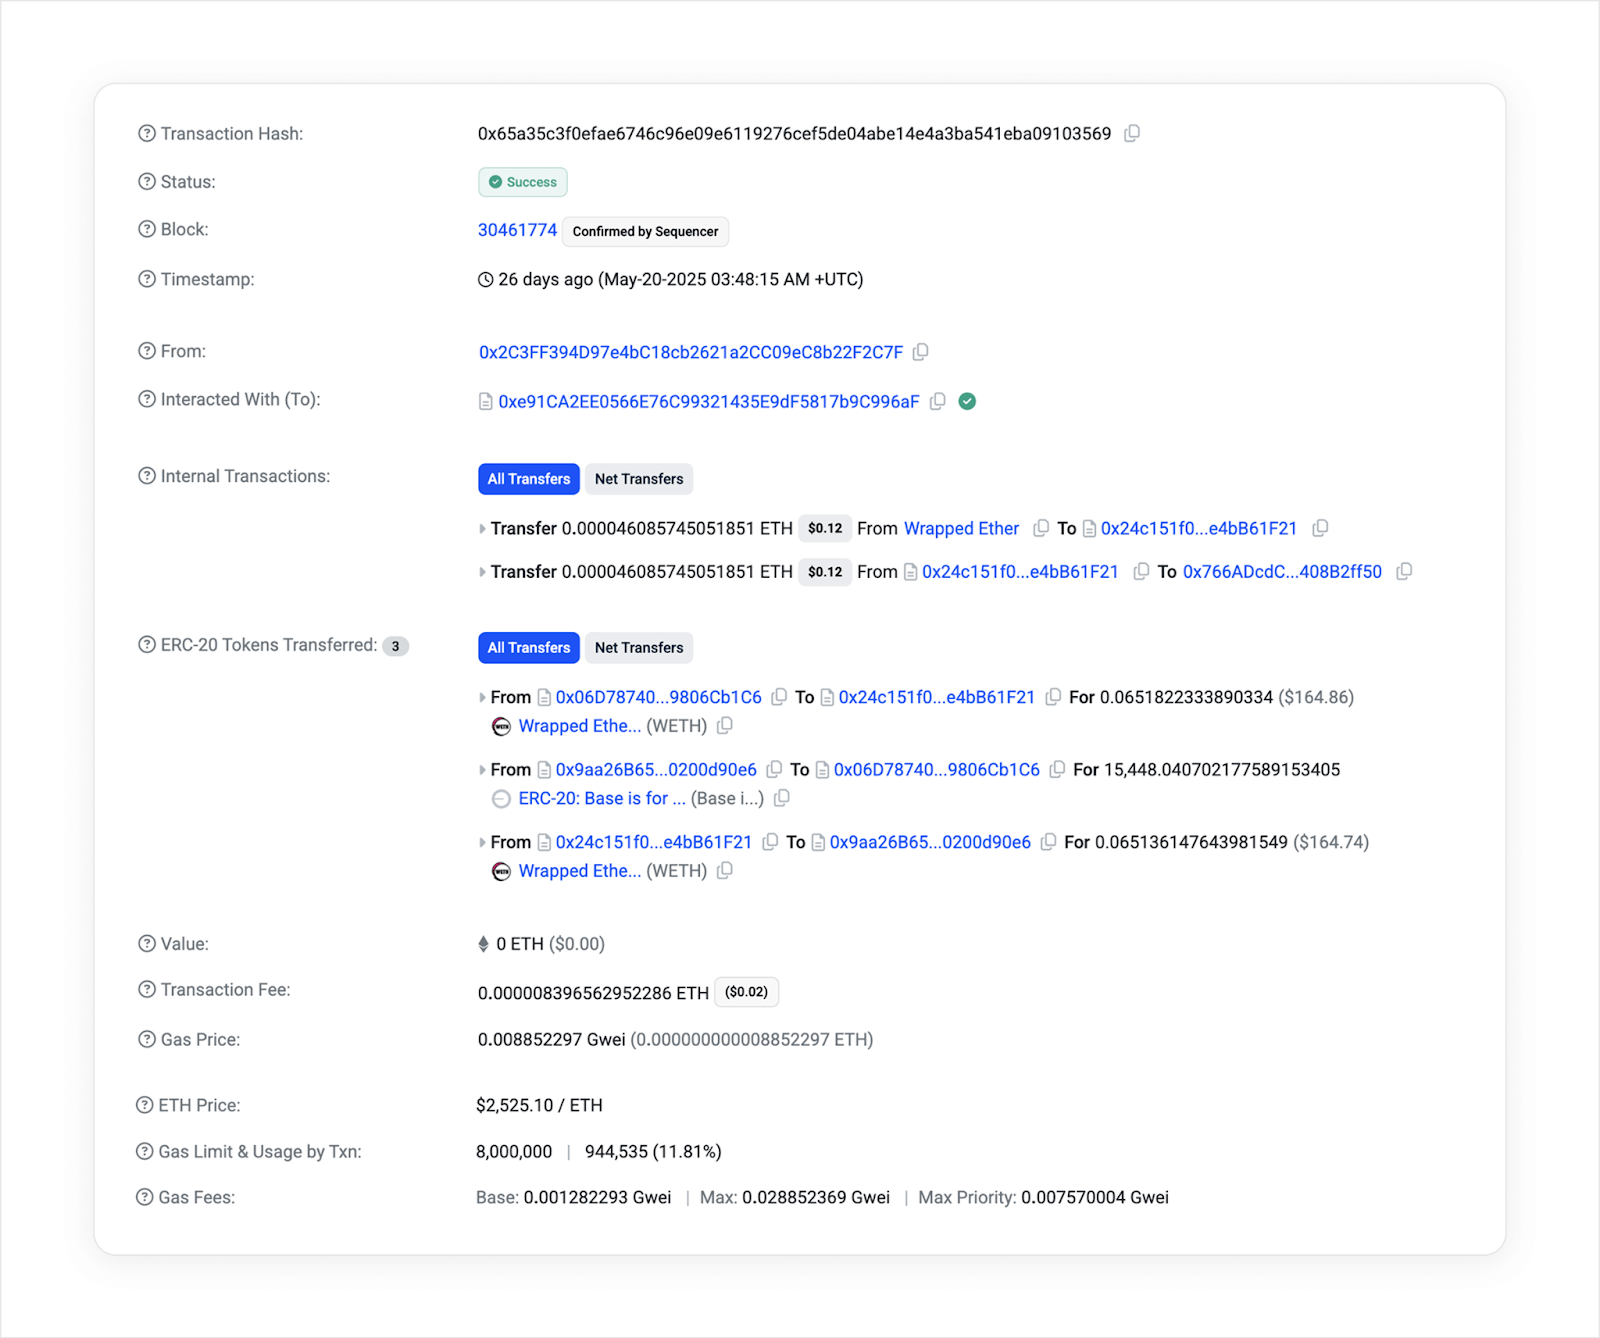 Transaction Hash: 0x65a35c3f0efae6746c96e09e6119276cef5de04abe14e4a3ba541eba09103569
Status: Success
Block: 30461774 Confirmed by Sequencer
Timestamp: 26 days ago (May-20-2025 03:48:15 AM +UTC)
From: 0x2C3FF394D97e4bC18cb2621a2CC09eC8b22F2C7F
Interacted With (To): 0xe91CA2EE0566E76C99321435E9dF5817b9C996aF
Internal Transactions: All Transfers Net Transfers
Transfer 0.000046085745051851 ETH $0.12 From Wrapped Ether To 0x24c151f0...e4bB61F21
Transfer 0.000046085745051851 ETH $0.12 From 0x24c151f0...e4bB61F21 To 0x766ADcdC...408B2ff50
ERC-20 Tokens Transferred: 3 All Transfers Net Transfers
From 0x06D78740...9806Cb1C6 To 0x24c151f0...e4bB61F21 For 0.0651822333890334 ($164.86)
WETH Wrapped Ethe... (WETH)
From 0x9aa26B65...0200d90e6 To 0x06D78740...9806Cb1C6 For 15,448.040702177589153405
ERC-20: Base is for ... (Base i...)
From 0x24c151f0...e4bB61F21 To 0x9aa26B65...0200d90e6 For 0.065136147643981549 ($164.74)
WETH Wrapped Ethe... (WETH)
Value: 0 ETH ($0.00)
Transaction Fee: 0.000008396562952286 ETH ($0.02)
Gas Price: 0.008852297 Gwei (0.000000000008852297 ETH)
ETH Price: $2,525.10 / ETH
Gas Limit & Usage by Txn: 8,000,000 | 944,535 (11.81%)
Gas Fees: Base: 0.001282293 Gwei | Max: 0.028852369 Gwei | Max Priority: 0.007570004 Gwei